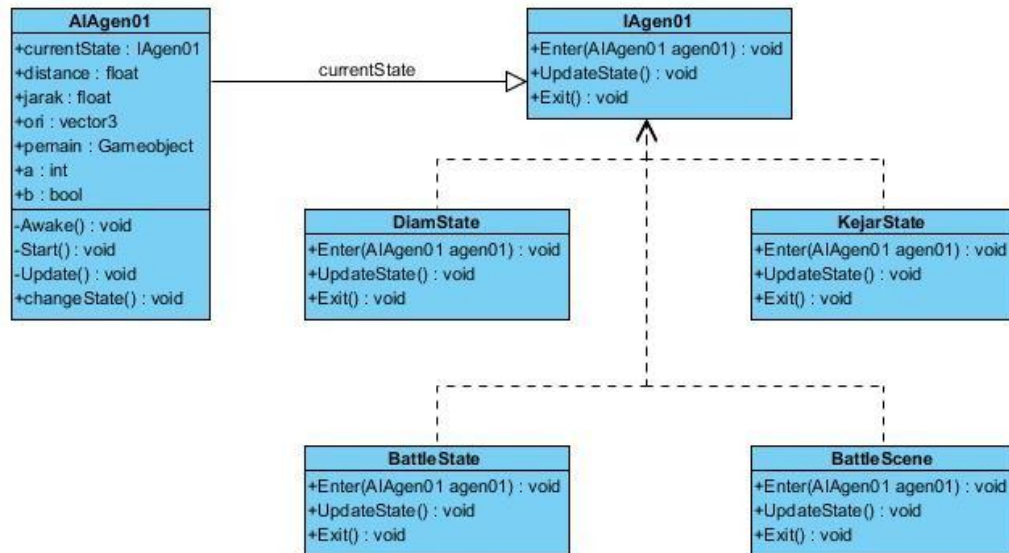 AIAgen01
+currentState : IAgen01
+distance : float
+jarak : float
+ori : vector3
+pemain : Gameobject
+a : int
+b : bool
-Awake() : void
-Start() : void
-Update() : void
+changeState() : void
currentState
IAgen01
+Enter(AIAgen01 agen01) : void
+UpdateState() : void
+Exit() : void
DiamState
+Enter(AIAgen01 agen01) : void
+UpdateState() : void
+Exit() : void
KejarState
+Enter(AIAgen01 agen01) : void
+UpdateState() : void
+Exit() : void
BattleState
+Enter(AIAgen01 agen01) : void
+UpdateState() : void
+Exit() : void
BattleScene
+Enter(AIAgen01 agen01) : void
+UpdateState() : void
+Exit() : void